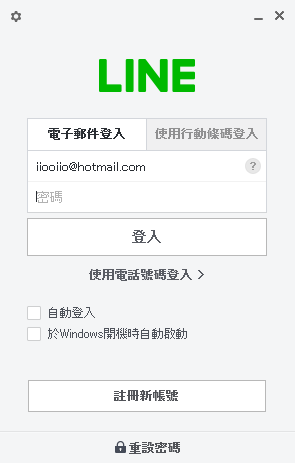 LINE
電子郵件登入
使用行動條碼登入
iiooiio@hotmail.com
?
密碼
登入
使用電話號碼登入 >
自動登入
於Windows開機時自動啟動
註冊新帳號
重設密碼